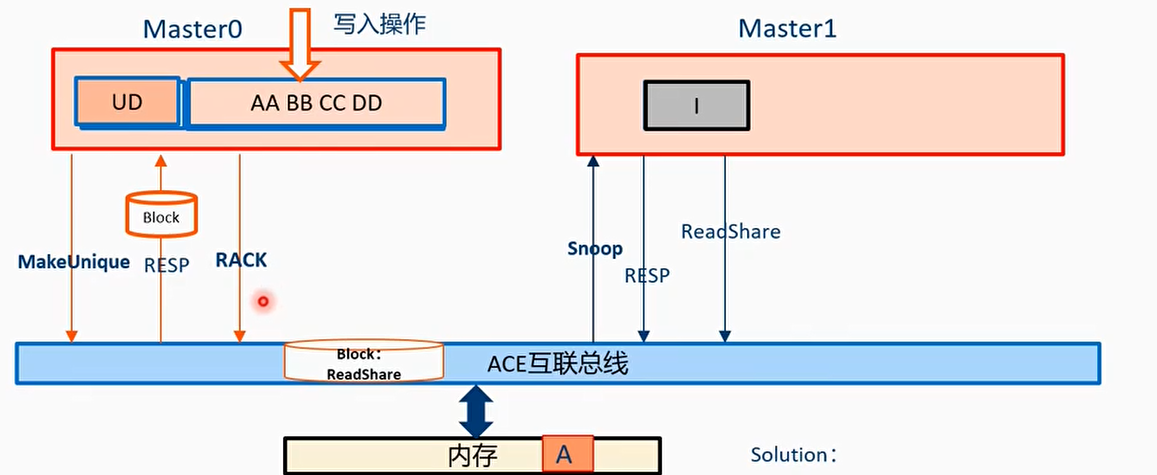 Master0
写入操作
Master1
UD
AA BB CC DD
I
Block
MakeUnique
RESP
RACK
Snoop
RESP
ReadShare
Block:
ReadShare
ACE互联总线
内存
A
Solution: